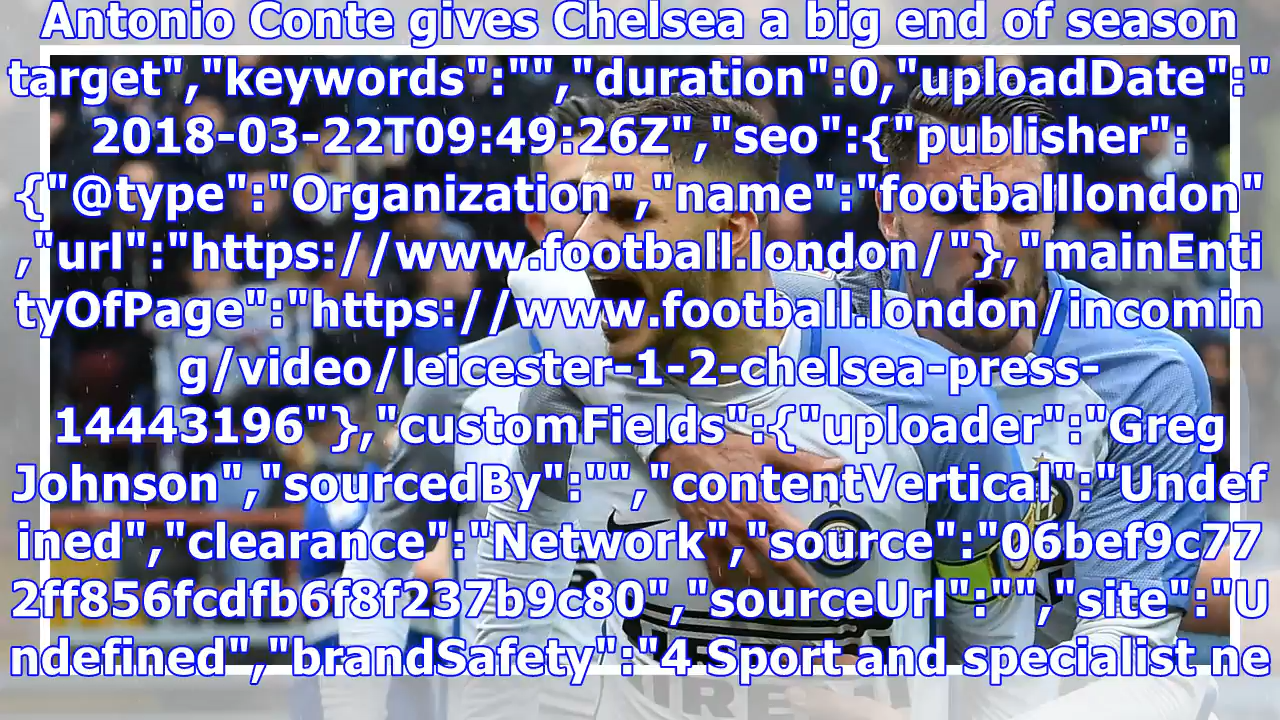 Antonio Conte gives Chelsea a big end of season
target","keywords":"","duration":0,"uploadDate":"
2018-03-22T09:49:26Z","seo":{"publisher":
{"@type":"Organization","name":"footballlondon"
,"url":"https://www.football.london/"},"mainEnti
tyOfPage":"https://www.football.london/incomin
g/video/leicester-1-2-chelsea-press-
14443196"},"customFields":{"uploader":"Greg
Johnson","sourcedBy":"","contentVertical":"Undef
ined","clearance":"Network","source":"06bef9c77
2ff856fcdfb6f8f237b9c80","sourceUrl":"","site":"U
ndefined","brandSafety":"4 Sport and specialist ne
IRE